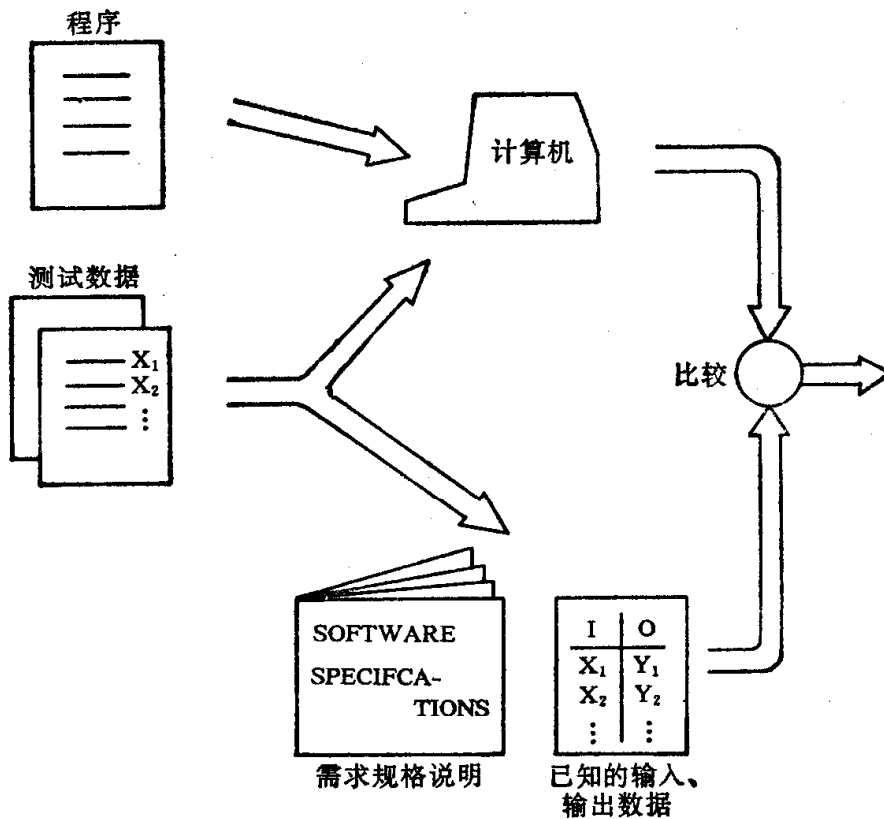 程序
计算机
测试数据
X₁
X₂
⋮
比较
SOFTWARE
SPECIFCA-
TIONS
I O
X₁ Y₁
X₂ Y₂
⋮ ⋮
需求规格说明
已知的输入、
输出数据